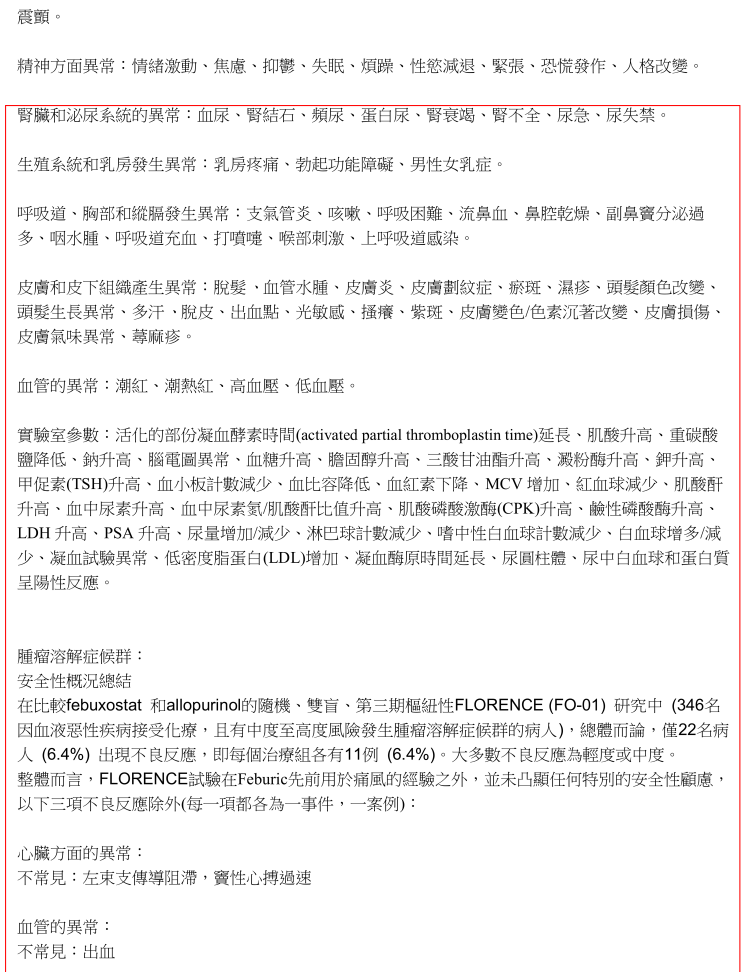 震顫。
精神方面異常：情緒激動、焦慮、抑鬱、失眠、煩躁、性慾減退、緊張、恐慌發作、人格改變。
腎臟和泌尿系統的異常：血尿、腎結石、頻尿、蛋白尿、腎衰竭、腎不全、尿急、尿失禁。
生殖系統和乳房發生異常：乳房疼痛、勃起功能障礙、男性女乳症。
呼吸道、胸部和縱膈發生異常：支氣管炎、咳嗽、呼吸困難、流鼻血、鼻腔乾燥、副鼻竇分泌過
多、咽水腫、呼吸道充血、打噴嚏、喉部刺激、上呼吸道感染。
皮膚和皮下組織產生異常：脫髮、血管水腫、皮膚炎、皮膚劃紋症、瘀斑、濕疹、頭髮顏色改變、
頭髮生長異常、多汗、脫皮、出血點、光敏感、搔癢、紫斑、皮膚變色/色素沉著改變、皮膚損傷、
皮膚氣味異常、蕁麻疹。
血管的異常：潮紅、潮熱紅、高血壓、低血壓。
實驗室參數：活化的部份凝血酵素時間(activated partial thromboplastin time)延長、肌酸升高、重碳酸
鹽降低、鈉升高、腦電圖異常、血糖升高、膽固醇升高、三酸甘油酯升高、澱粉酶升高、鉀升高、
甲促素(TSH)升高、血小板計數減少、血比容降低、血紅素下降、MCV 增加、紅血球減少、肌酸酐
升高、血中尿素升高、血中尿素氮/肌酸酐比值升高、肌酸磷酸激酶(CPK)升高、鹼性磷酸酶升高、
LDH 升高、PSA 升高、尿量增加/減少、淋巴球計數減少、嗜中性白血球計數減少、白血球增多/減
少、凝血試驗異常、低密度脂蛋白(LDL)增加、凝血酶原時間延長、尿圓柱體、尿中白血球和蛋白質
呈陽性反應。
腫瘤溶解症候群：
安全性概況總結
在比較febuxostat 和allopurinol的隨機、雙盲、第三期樞紐性FLORENCE (FO-01) 研究中 (346名
因血液惡性疾病接受化療，且有中度至高度風險發生腫瘤溶解症候群的病人)，總體而論，僅22名病
人 (6.4%) 出現不良反應，即每個治療組各有11例 (6.4%)。大多數不良反應為輕度或中度。
整體而言，FLORENCE試驗在Feburic先前用於痛風的經驗之外，並未凸顯任何特別的安全性顧慮，
以下三項不良反應除外(每一項都各為一事件，一案例)：
心臟方面的異常：
不常見：左束支傳導阻滯，竇性心搏過速
血管的異常：
不常見：出血